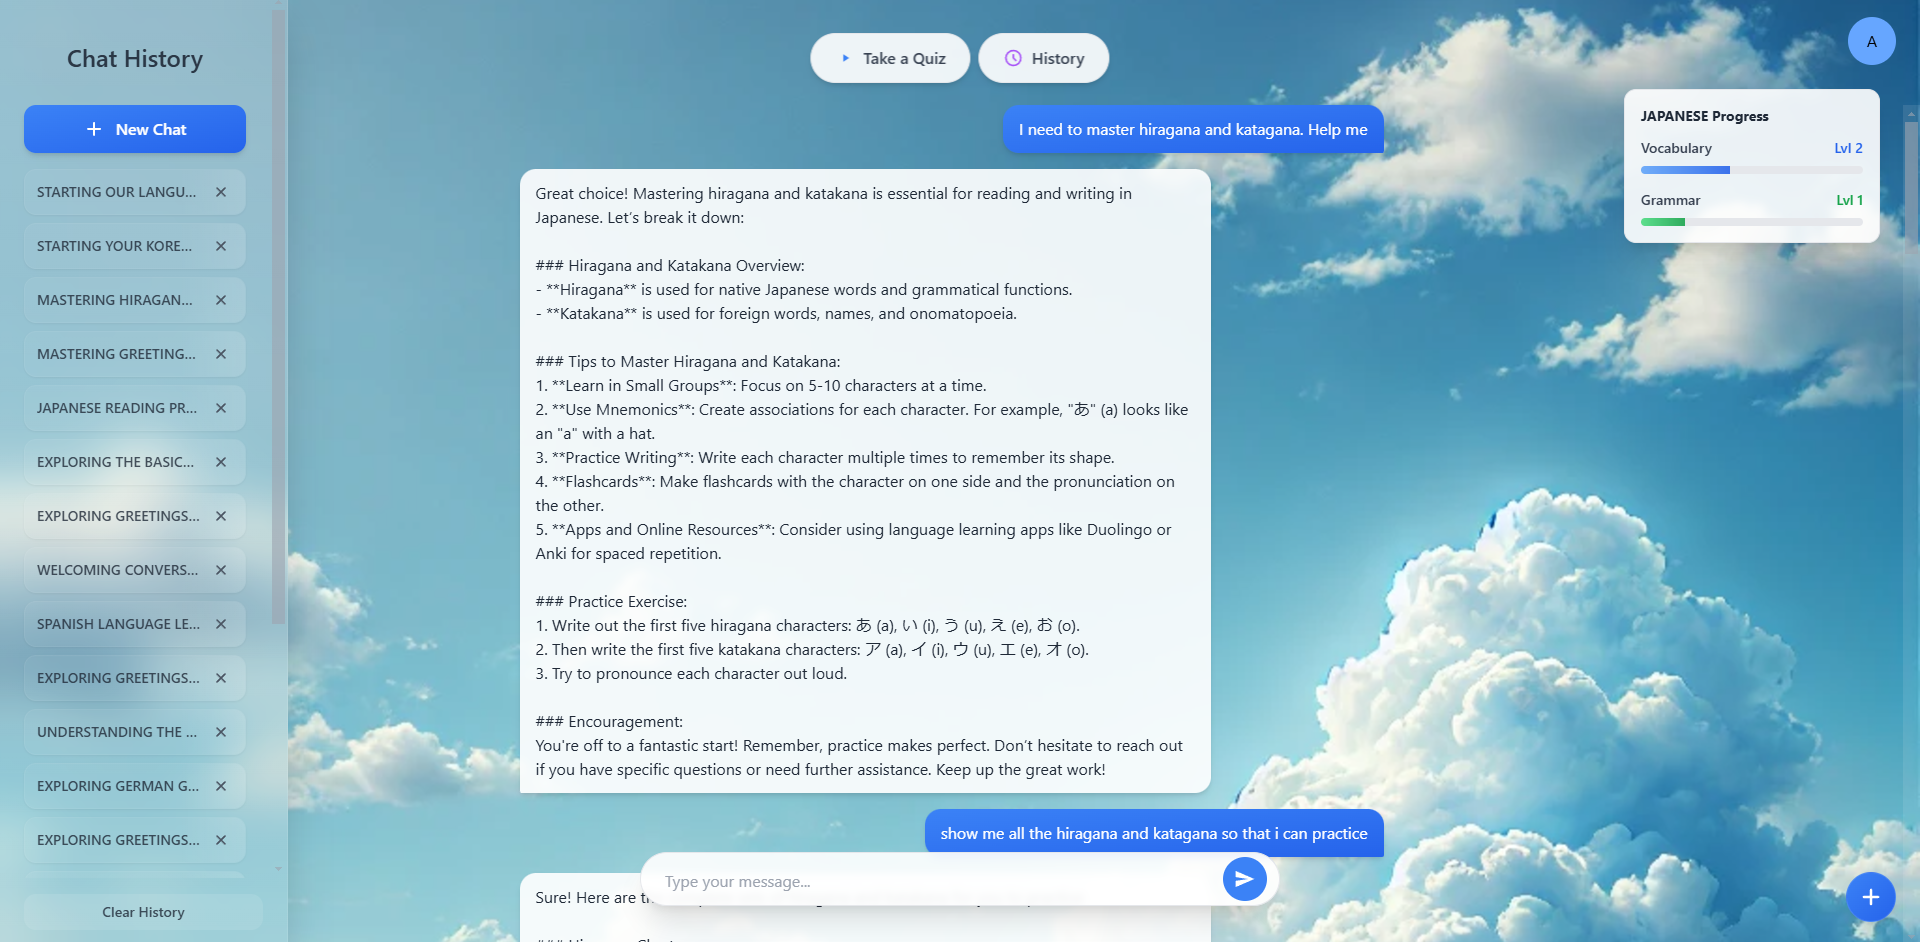 Chat History
New Chat
STARTING OUR LANGU...
STARTING YOUR KORE...
MASTERING HIRAGAN...
MASTERING GREETING...
JAPANESE READING PR...
EXPLORING THE BASIC...
EXPLORING GREETINGS...
WELCOMING CONVERS...
SPANISH LANGUAGE LE...
EXPLORING GREETINGS...
UNDERSTANDING THE ...
EXPLORING GERMAN G...
EXPLORING GREETINGS...
Clear History
Take a Quiz
History
A
JAPANESE Progress
Vocabulary Lvl 2
Grammar Lvl 1
I need to master hiragana and katagana. Help me
Great choice! Mastering hiragana and katakana is essential for reading and writing in
Japanese. Let’s break it down:
### Hiragana and Katakana Overview:
- **Hiragana** is used for native Japanese words and grammatical functions.
- **Katakana** is used for foreign words, names, and onomatopoeia.
### Tips to Master Hiragana and Katakana:
1. **Learn in Small Groups**: Focus on 5-10 characters at a time.
2. **Use Mnemonics**: Create associations for each character. For example, "あ" (a) looks like
an "a" with a hat.
3. **Practice Writing**: Write each character multiple times to remember its shape.
4. **Flashcards**: Make flashcards with the character on one side and the pronunciation on
the other.
5. **Apps and Online Resources**: Consider using language learning apps like Duolingo or
Anki for spaced repetition.
### Practice Exercise:
1. Write out the first five hiragana characters: あ (a), い (i), う (u), え (e), お (o).
2. Then write the first five katakana characters: ア (a), イ (i), ウ (u), エ (e), オ (o).
3. Try to pronounce each character out loud.
### Encouragement:
You're off to a fantastic start! Remember, practice makes perfect. Don’t hesitate to reach out
if you have specific questions or need further assistance. Keep up the great work!
show me all the hiragana and katagana so that i can practice
Type your message...
Sure! Here are